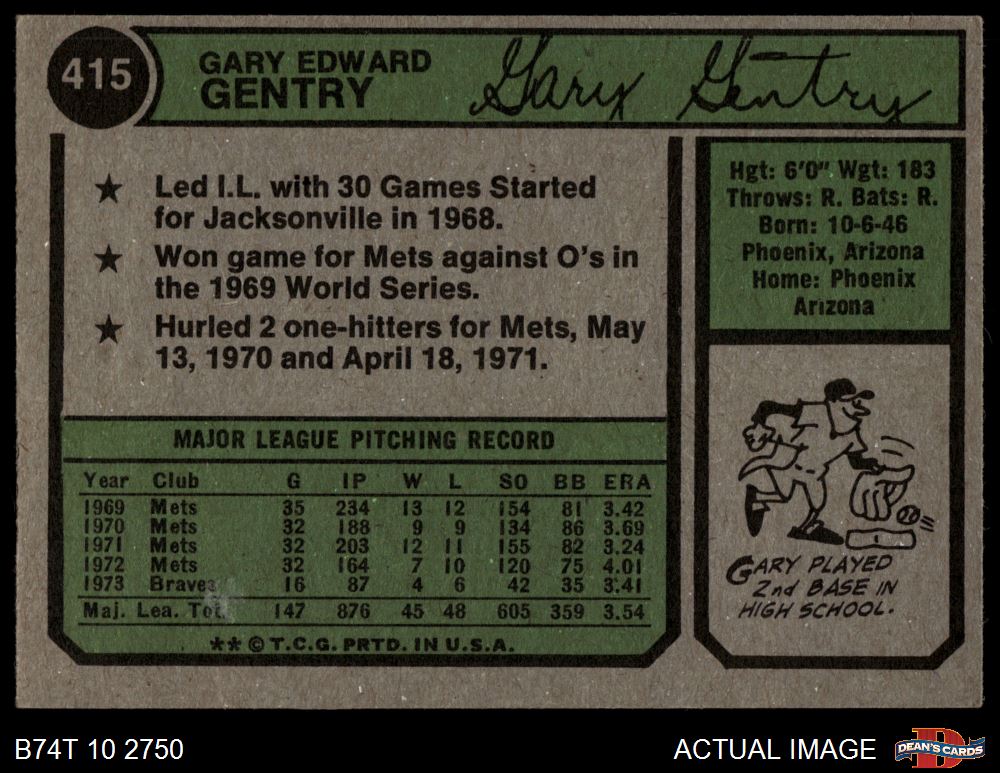 415
GARY EDWARD
GENTRY
Gary Gentry
★ Led I.L. with 30 Games Started
for Jacksonville in 1968.
★ Won game for Mets against O's in
the 1969 World Series.
★ Hurled 2 one-hitters for Mets, May
13, 1970 and April 18, 1971.
Hgt: 6'0" Wgt: 183
Throws: R. Bats: R.
Born: 10-6-46
Phoenix, Arizona
Home: Phoenix
Arizona
MAJOR LEAGUE PITCHING RECORD
Year Club G IP W L SO BB ERA
1969 Mets 35 234 13 12 154 81 3.42
1970 Mets 32 188 9 9 134 86 3.69
1971 Mets 32 203 12 11 155 82 3.24
1972 Mets 32 164 7 10 120 75 4.01
1973 Braves 16 87 4 6 42 35 3.41
Maj. Lea. Tot. 147 876 45 48 605 359 3.54
** © T.C.G. PRTD. IN U.S.A.
GARY PLAYED
2nd BASE IN
HIGH SCHOOL.
B74T 10 2750
ACTUAL IMAGE
D
DEAN'S CARDS